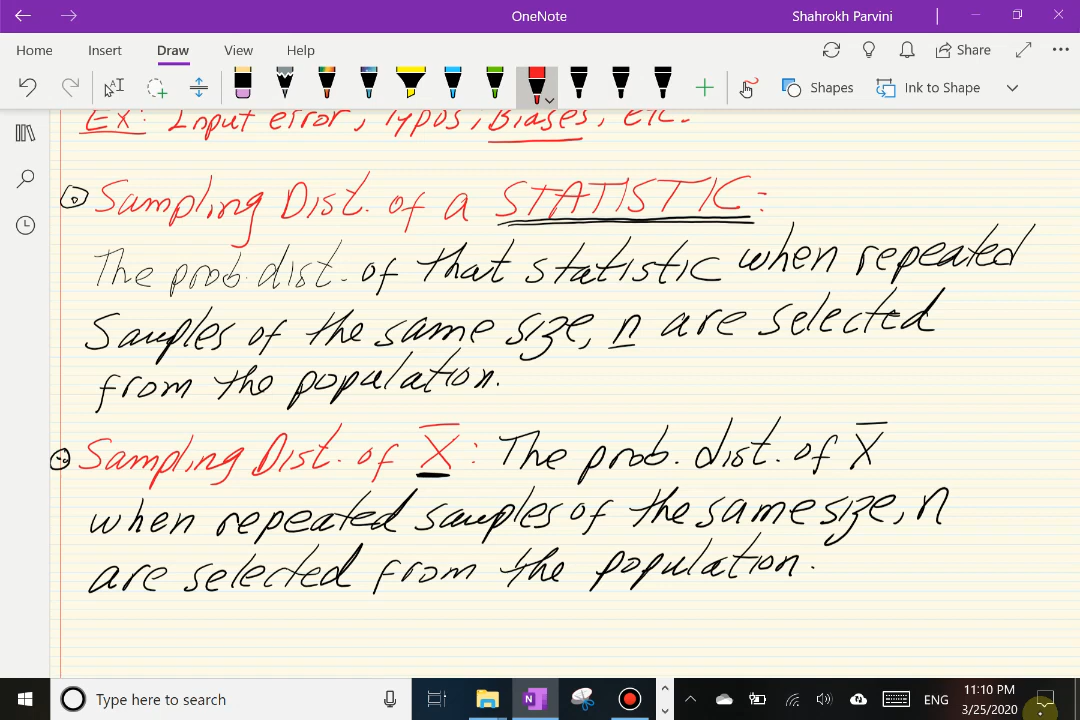 OneNote
Shahrokh Parvini
Home Insert Draw View Help
Share
Shapes
Ink to Shape
EX: Input error, Typos, Biases, etc.
Sampling Dist. of a STATISTIC:
The prob. dist. of that statistic when repeated
Samples of the same size, n are selected
from the population.
Sampling Dist. of X̅: The prob. dist. of X̅
when repeated samples of the same size, n
are selected from the population.
Type here to search
ENG
11:10 PM
3/25/2020